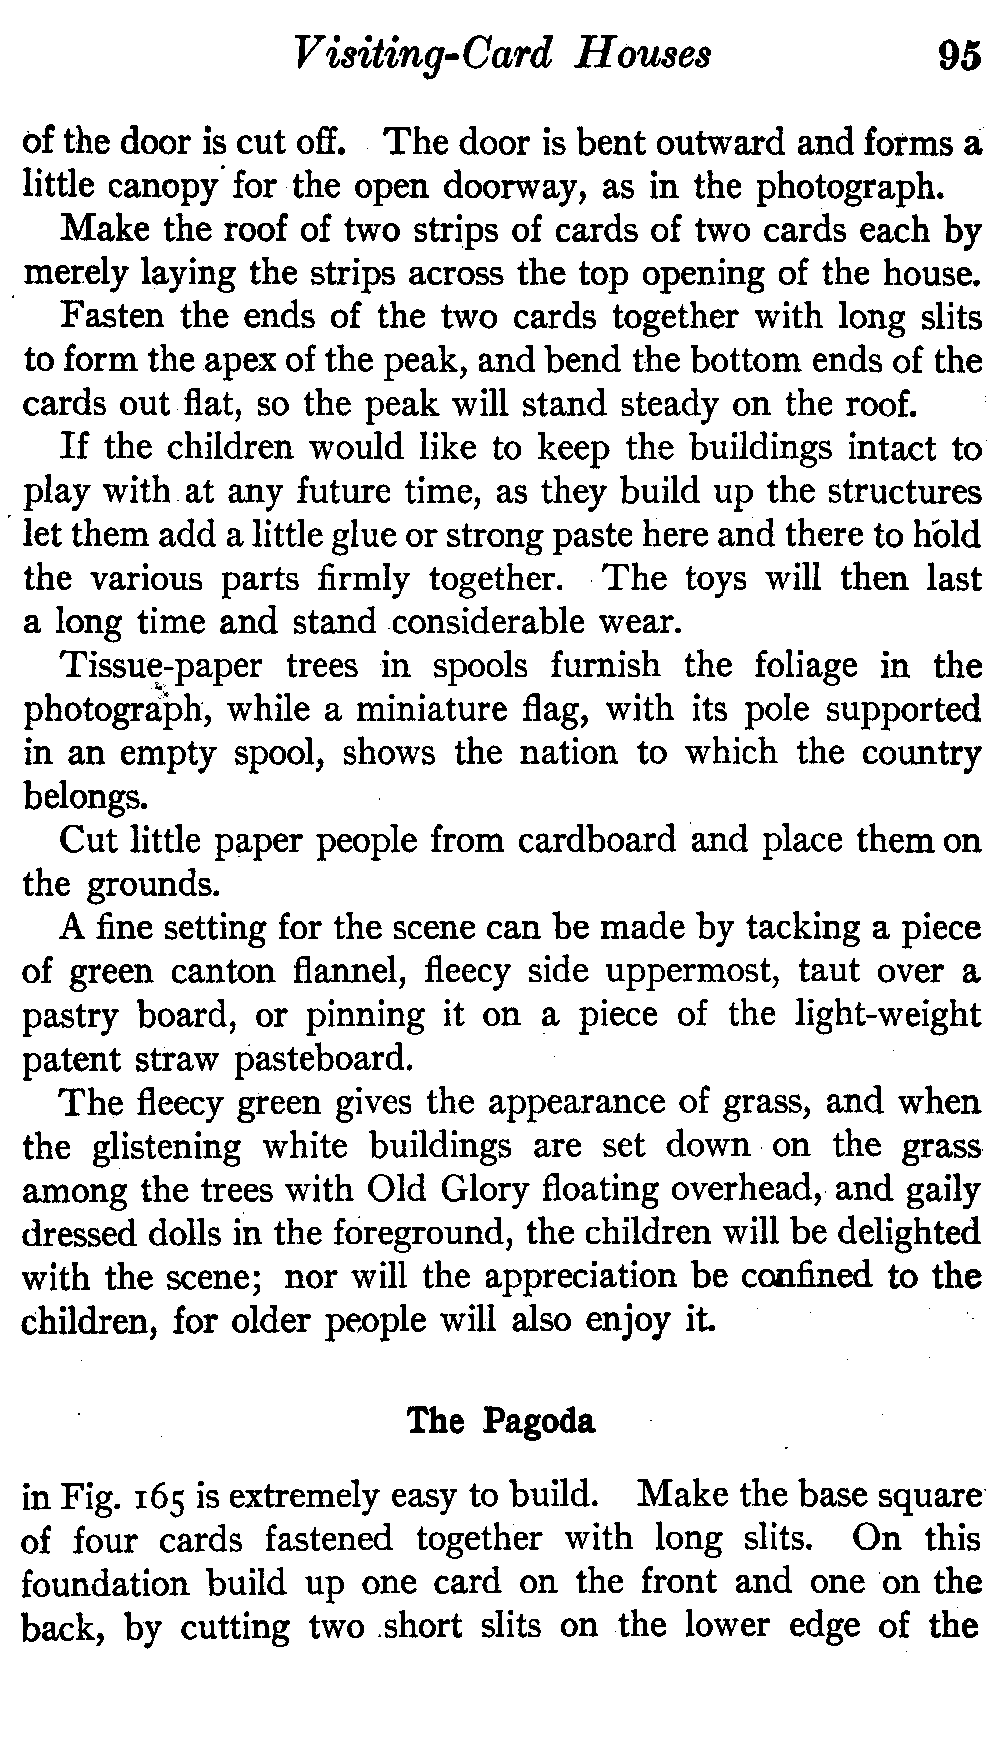 Visiting-Card Houses 95
of the door is cut off. The door is bent outward and forms a
little canopy for the open doorway, as in the photograph.
Make the roof of two strips of cards of two cards each by
merely laying the strips across the top opening of the house.
Fasten the ends of the two cards together with long slits
to form the apex of the peak, and bend the bottom ends of the
cards out flat, so the peak will stand steady on the roof.
If the children would like to keep the buildings intact to
play with at any future time, as they build up the structures
let them add a little glue or strong paste here and there to hold
the various parts firmly together. The toys will then last
a long time and stand considerable wear.
Tissue-paper trees in spools furnish the foliage in the
photograph, while a miniature flag, with its pole supported
in an empty spool, shows the nation to which the country
belongs.
Cut little paper people from cardboard and place them on
the grounds.
A fine setting for the scene can be made by tacking a piece
of green canton flannel, fleecy side uppermost, taut over a
pastry board, or pinning it on a piece of the light-weight
patent straw pasteboard.
The fleecy green gives the appearance of grass, and when
the glistening white buildings are set down on the grass
among the trees with Old Glory floating overhead, and gaily
dressed dolls in the foreground, the children will be delighted
with the scene; nor will the appreciation be confined to the
children, for older people will also enjoy it.
The Pagoda
in Fig. 165 is extremely easy to build. Make the base square
of four cards fastened together with long slits. On this
foundation build up one card on the front and one on the
back, by cutting two short slits on the lower edge of the